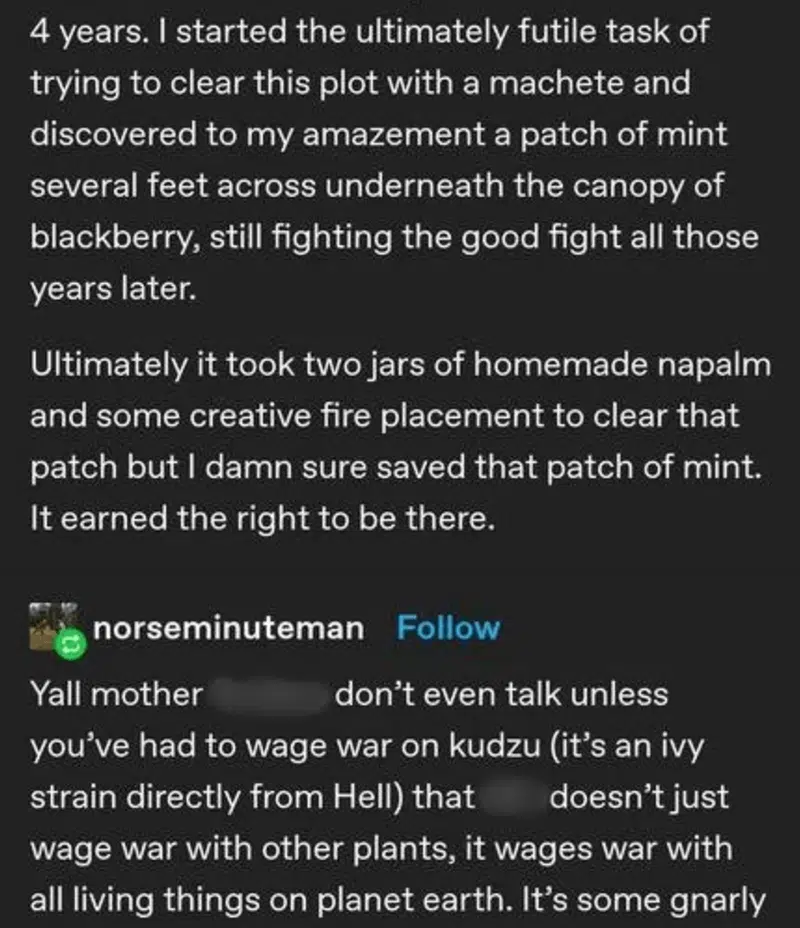 4 years. I started the ultimately futile task of
trying to clear this plot with a machete and
discovered to my amazement a patch of mint
several feet across underneath the canopy of
blackberry, still fighting the good fight all those
years later.
Ultimately it took two jars of homemade napalm
and some creative fire placement to clear that
patch but I damn sure saved that patch of mint.
It earned the right to be there.
norseminuteman Follow
Yall mother don’t even talk unless
you’ve had to wage war on kudzu (it’s an ivy
strain directly from Hell) that doesn’t just
wage war with other plants, it wages war with
all living things on planet earth. It’s some gnarly